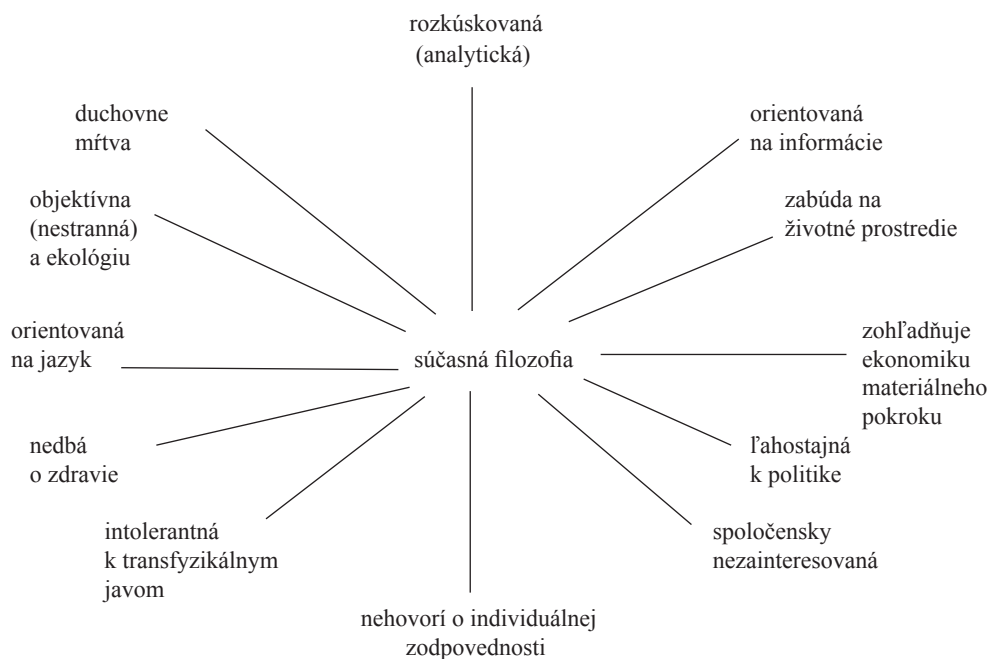 rozkúskovaná
(analytická)
duchovne
mŕtva
orientovaná
na informácie
objektívna
(nestranná)
a ekológiu
zabúda na
životné prostredie
orientovaná
na jazyk
súčasná filozofia
zohľadňuje
ekonomiku
materiálneho
pokroku
nedbá
o zdravie
ľahostajná
k politike
intolerantná
k transfyzikálnym
javom
spoločensky
nezainteresovaná
nehovorí o individuálnej
zodpovednosti